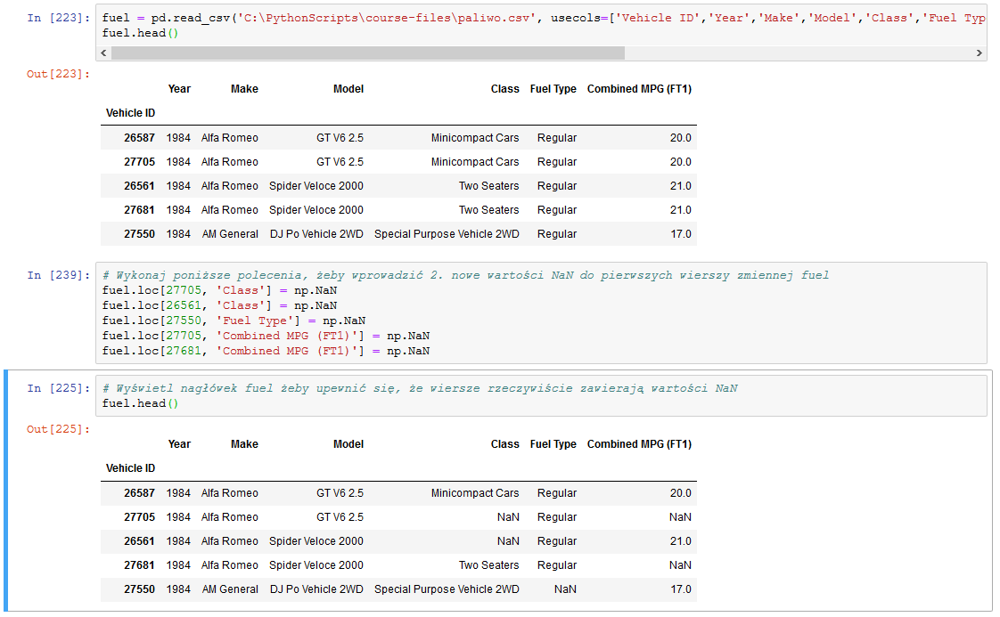 In [223]: fuel = pd.read_csv('C:\PythonScripts\course-files\paliwo.csv', usecols=['Vehicle ID','Year','Make','Model','Class','Fuel Typ
fuel.head()
Out[223]:
Year Make Model Class Fuel Type Combined MPG (FT1)
Vehicle ID
26587 1984 Alfa Romeo GT V6 2.5 Minicompact Cars Regular 20.0
27705 1984 Alfa Romeo GT V6 2.5 Minicompact Cars Regular 20.0
26561 1984 Alfa Romeo Spider Veloce 2000 Two Seaters Regular 21.0
27681 1984 Alfa Romeo Spider Veloce 2000 Two Seaters Regular 21.0
27550 1984 AM General DJ Po Vehicle 2WD Special Purpose Vehicle 2WD Regular 17.0
In [239]: # Wykonaj poniższe polecenia, żeby wprowadzić 2. nowe wartości NaN do pierwszych wierszy zmiennej fuel
fuel.loc[27705, 'Class'] = np.NaN
fuel.loc[26561, 'Class'] = np.NaN
fuel.loc[27550, 'Fuel Type'] = np.NaN
fuel.loc[27705, 'Combined MPG (FT1)'] = np.NaN
fuel.loc[27681, 'Combined MPG (FT1)'] = np.NaN
In [225]: # Wyświetl nagłówek fuel żeby upewnić się, że wiersze rzeczywiście zawierają wartości NaN
fuel.head()
Out[225]:
Year Make Model Class Fuel Type Combined MPG (FT1)
Vehicle ID
26587 1984 Alfa Romeo GT V6 2.5 Minicompact Cars Regular 20.0
27705 1984 Alfa Romeo GT V6 2.5 NaN Regular NaN
26561 1984 Alfa Romeo Spider Veloce 2000 NaN Regular 21.0
27681 1984 Alfa Romeo Spider Veloce 2000 Two Seaters Regular NaN
27550 1984 AM General DJ Po Vehicle 2WD Special Purpose Vehicle 2WD NaN 17.0